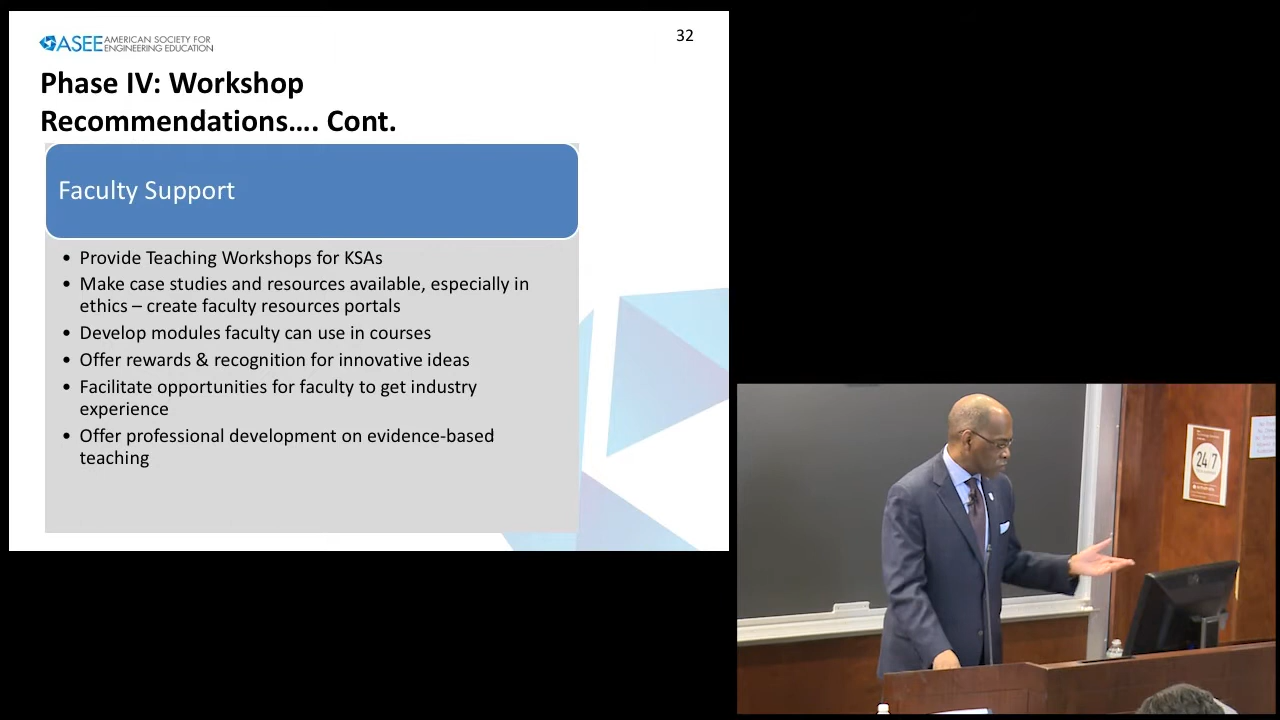 ASEE AMERICAN SOCIETY FOR
ENGINEERING EDUCATION
32
Phase IV: Workshop
Recommendations.... Cont.
Faculty Support
• Provide Teaching Workshops for KSAs
• Make case studies and resources available, especially in
ethics – create faculty resources portals
• Develop modules faculty can use in courses
• Offer rewards & recognition for innovative ideas
• Facilitate opportunities for faculty to get industry
experience
• Offer professional development on evidence-based
teaching
24 7